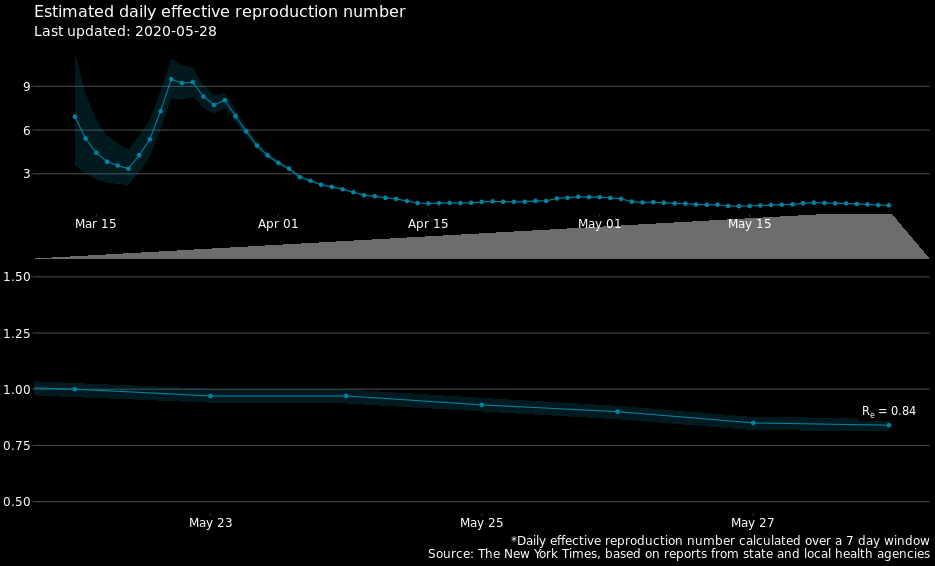 Estimated daily effective reproduction number
Last updated: 2020-05-28
9
6
3
Mar 15 Apr 01 Apr 15 May 01 May 15
1.50
1.25
1.00
Re = 0.84
0.75
0.50
May 23 May 25 May 27
*Daily effective reproduction number calculated over a 7 day window
Source: The New York Times, based on reports from state and local health agencies